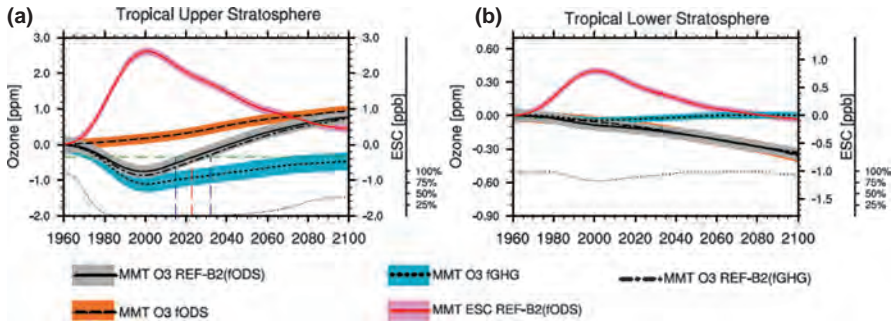 (a) Tropical Upper Stratosphere
3.0
2.0
1.0
0.0
-1.0
-2.0
Ozone [ppm]
3.0
2.0
1.0
0.0
-1.0
-2.0
ESC [ppb]
100%
75%
50%
25%
1960 1980 2000 2020 2040 2060 2080 2100
(b) Tropical Lower Stratosphere
0.60
0.30
0.00
-0.30
-0.60
-0.90
Ozone [ppm]
1.0
0.5
0.0
-0.5
-1.0
-1.5
ESC [ppb]
100%
75%
50%
25%
1960 1980 2000 2020 2040 2060 2080 2100
MMT O3 REF-B2(fODS)
MMT O3 fGHG
MMT O3 REF-B2(fGHG)
MMT O3 fODS
MMT ESC REF-B2(fODS)